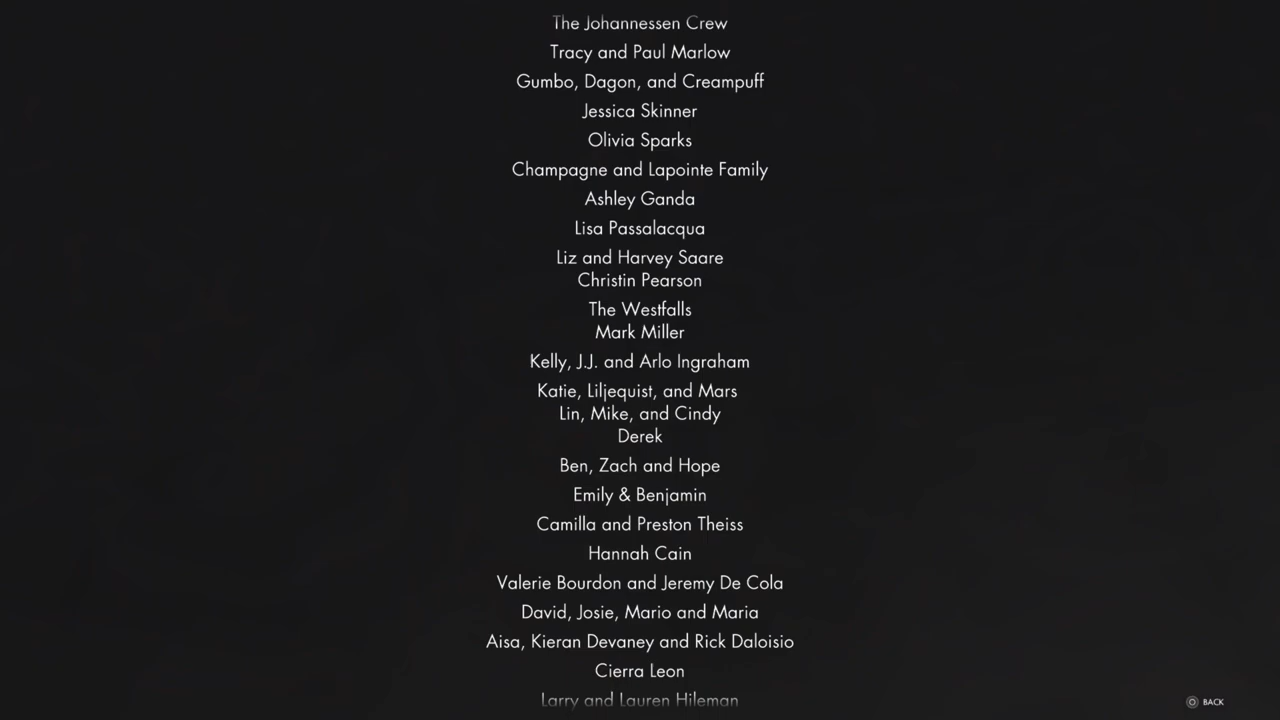 The Johannessen Crew
Tracy and Paul Marlow
Gumbo, Dagon, and Creampuff
Jessica Skinner
Olivia Sparks
Champagne and Lapointe Family
Ashley Ganda
Lisa Passalacqua
Liz and Harvey Saare
Christin Pearson
The Westfalls
Mark Miller
Kelly, J.J. and Arlo Ingraham
Katie, Liljequist, and Mars
Lin, Mike, and Cindy
Derek
Ben, Zach and Hope
Emily & Benjamin
Camilla and Preston Theiss
Hannah Cain
Valerie Bourdon and Jeremy De Cola
David, Josie, Mario and Maria
Aisa, Kieran Devaney and Rick Daloisio
Cierra Leon
Larry and Lauren Hileman
BACK